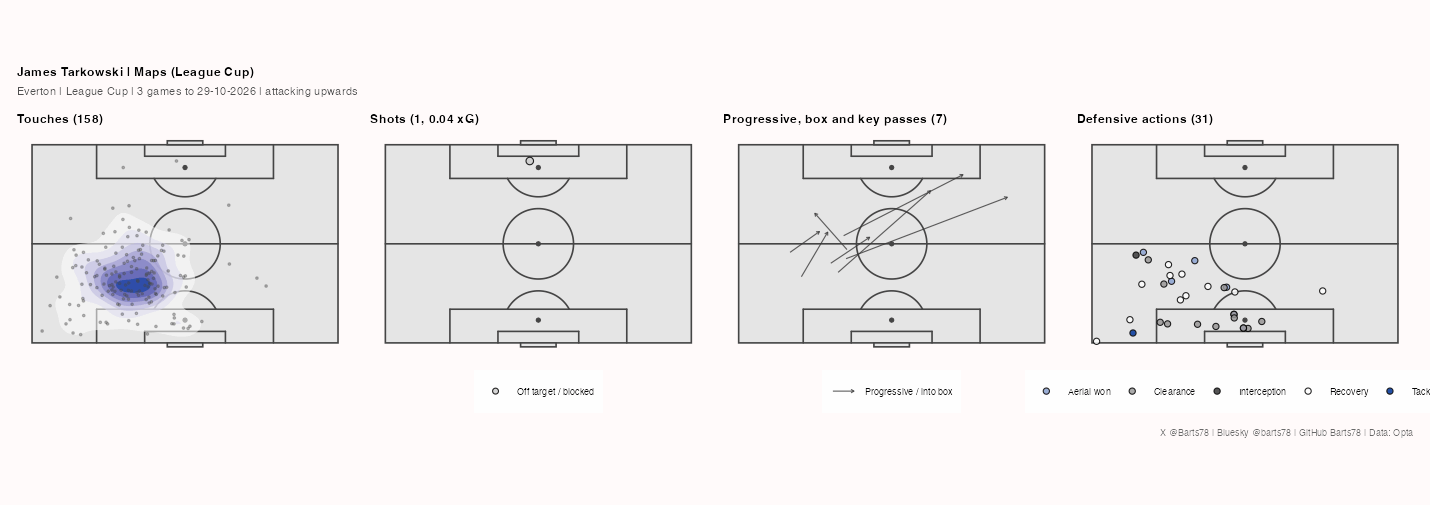 James Tarkowski | Maps (League Cup)
Everton | League Cup | 3 games to 29-10-2026 | attacking upwards
Touches (158)
Shots (1, 0.04 xG)
Progressive, box and key passes (7)
Defensive actions (31)
Off target / blocked
Progressive / into box
Aerial won
Clearance
Interception
Recovery
Tack
X @Barts78 | Bluesky @barts78 | GitHub Barts78 | Data: Opta